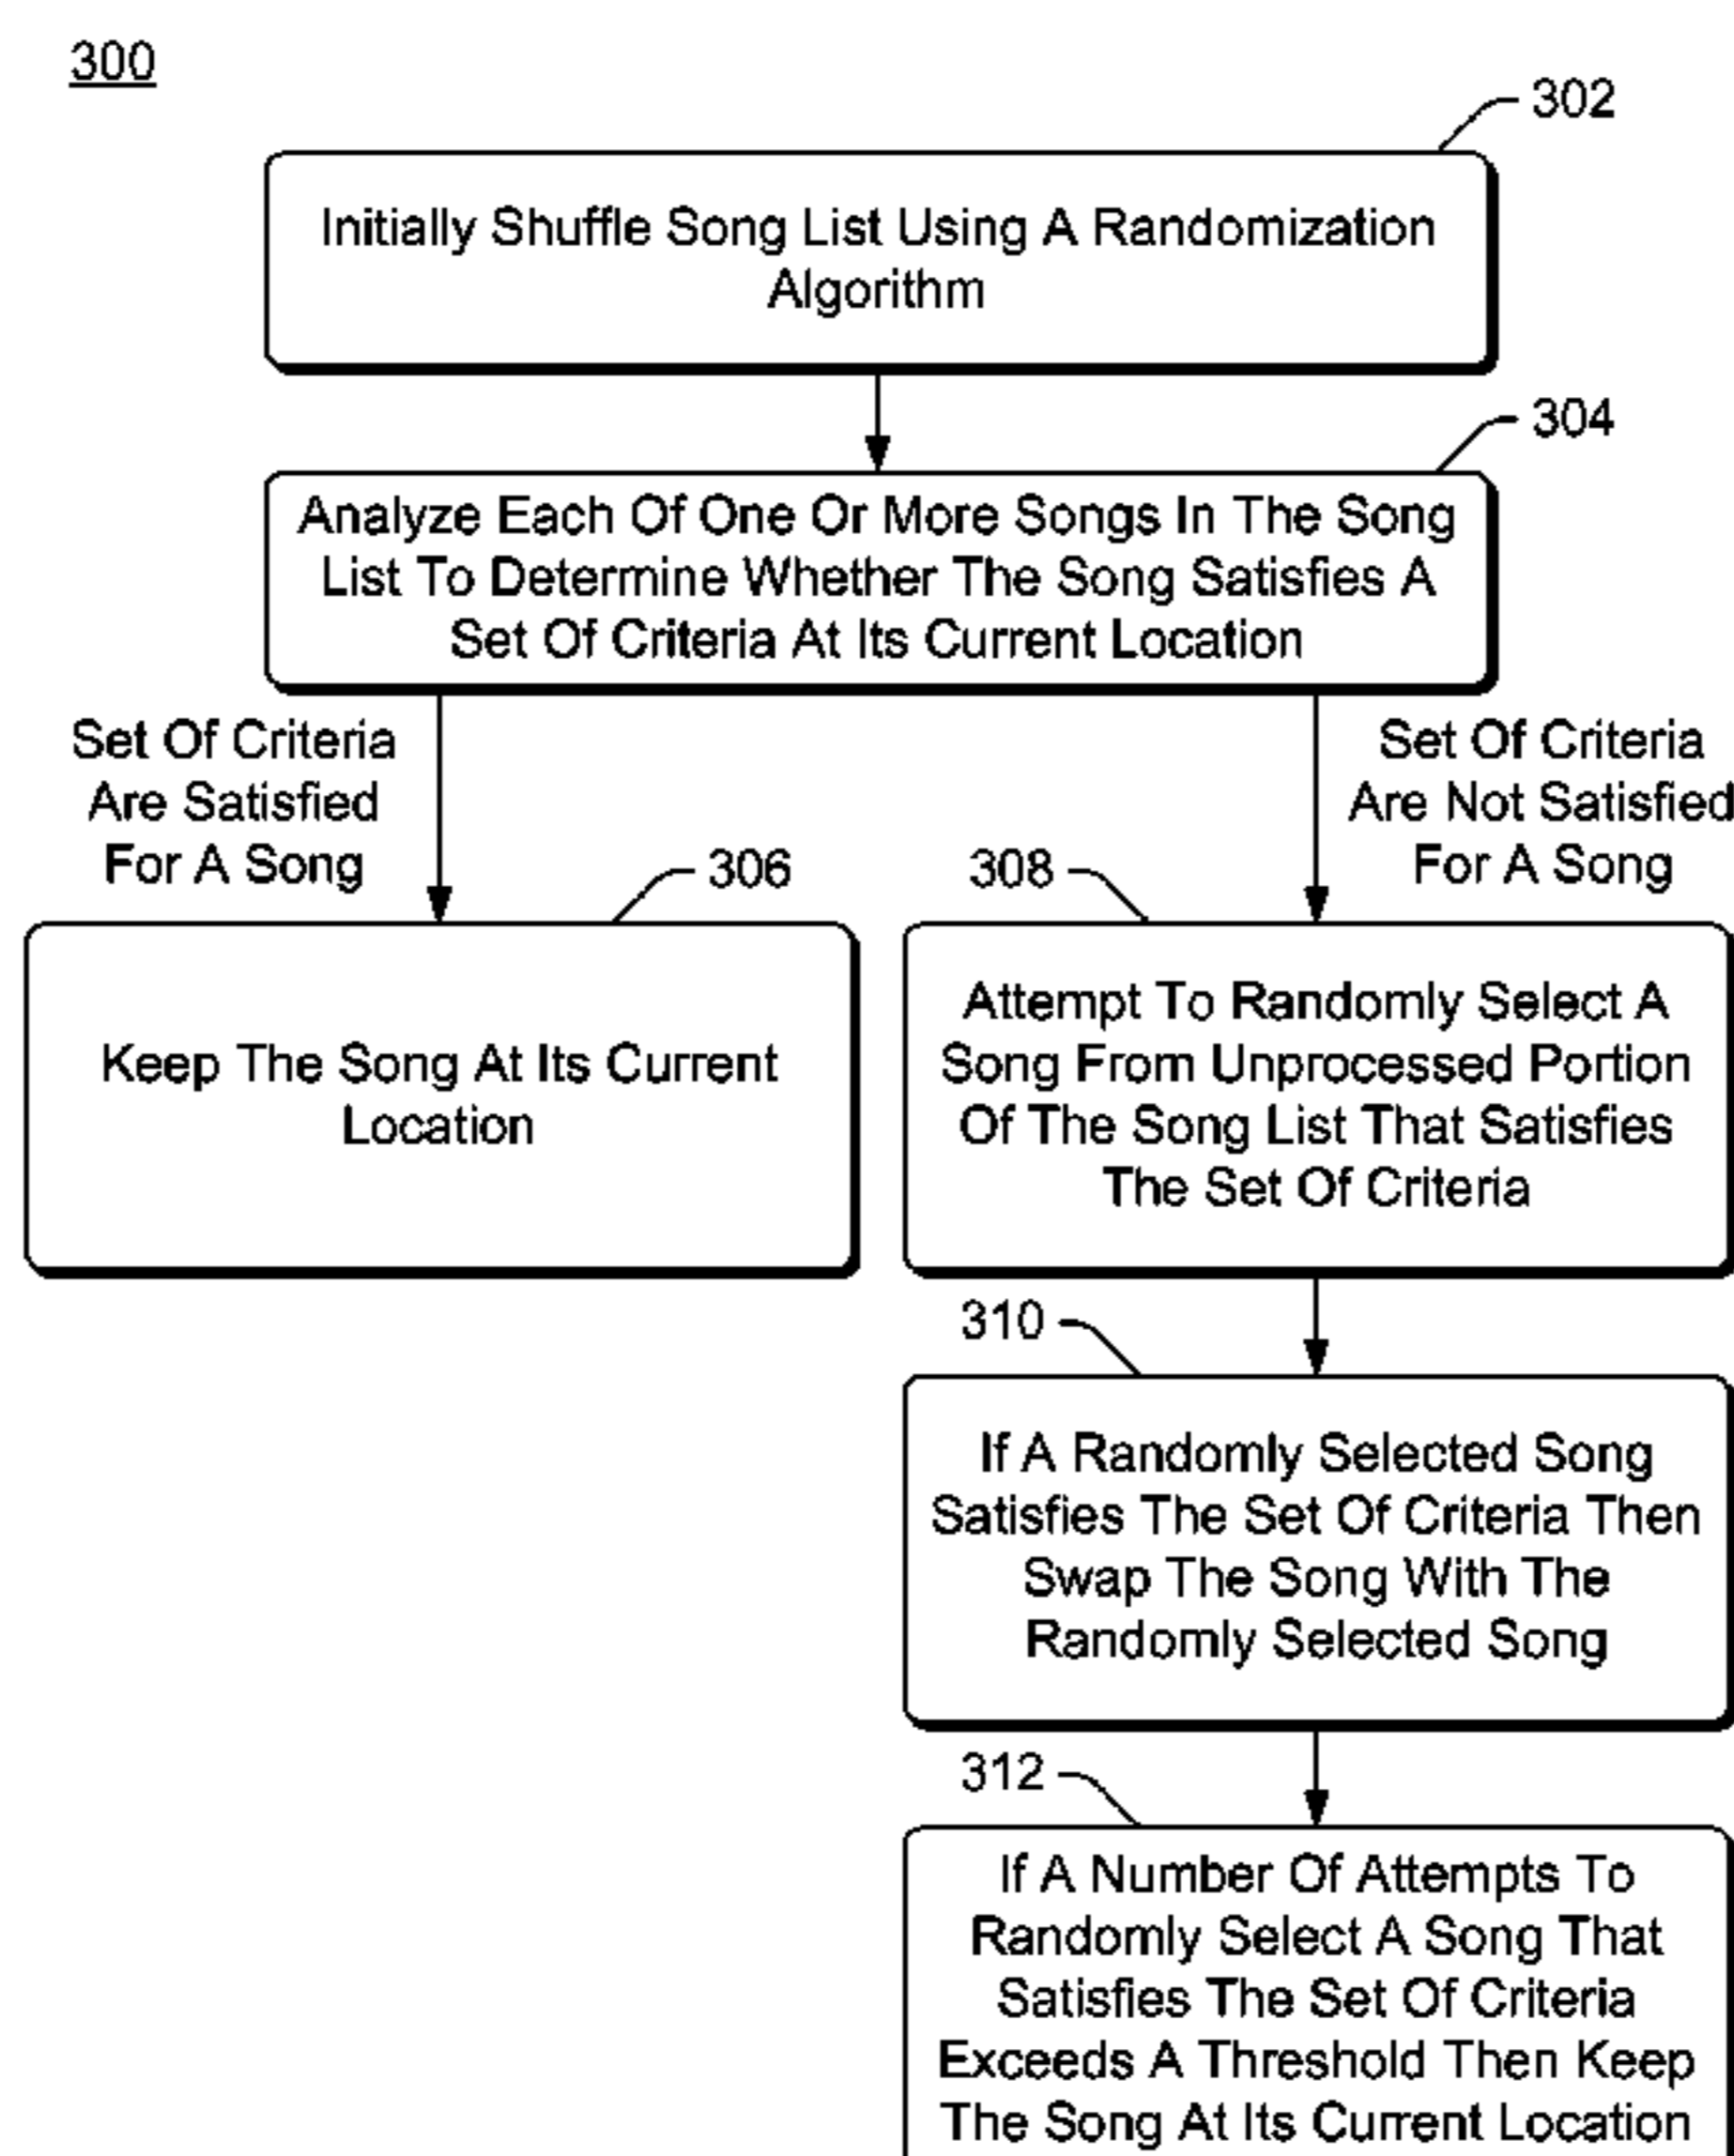 300
302
Initially Shuffle Song List Using A Randomization
Algorithm
304
Analyze Each Of One Or More Songs In The Song
List To Determine Whether The Song Satisfies A
Set Of Criteria At Its Current Location
Set Of Criteria
Are Satisfied
For A Song
Set Of Criteria
Are Not Satisfied
For A Song
306
Keep The Song At Its Current
Location
308
Attempt To Randomly Select A
Song From Unprocessed Portion
Of The Song List That Satisfies
The Set Of Criteria
310
If A Randomly Selected Song
Satisfies The Set Of Criteria Then
Swap The Song With The
Randomly Selected Song
312
If A Number Of Attempts To
Randomly Select A Song That
Satisfies The Set Of Criteria
Exceeds A Threshold Then Keep
The Song At Its Current Location